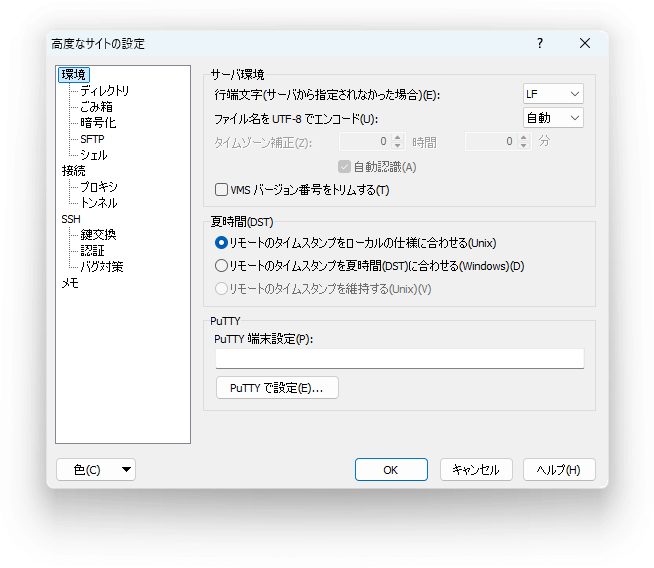 高度なサイトの設定
?
環境
ディレクトリ
ごみ箱
暗号化
SFTP
シェル
接続
プロキシ
トンネル
SSH
鍵交換
認証
バグ対策
メモ
サーバ環境
行端文字(サーバから指定されなかった場合)(E):
LF
ファイル名を UTF-8 でエンコード(U):
自動
タイムゾーン補正(Z):
0
時間
0
分
自動認識(A)
VMS バージョン番号をトリムする(T)
夏時間(DST)
リモートのタイムスタンプをローカルの仕様に合わせる(Unix)
リモートのタイムスタンプを夏時間(DST)に合わせる(Windows)(D)
リモートのタイムスタンプを維持する(Unix)(V)
PuTTY
PuTTY 端末設定(P):
PuTTY で設定(E)...
色(C)
OK
キャンセル
ヘルプ(H)